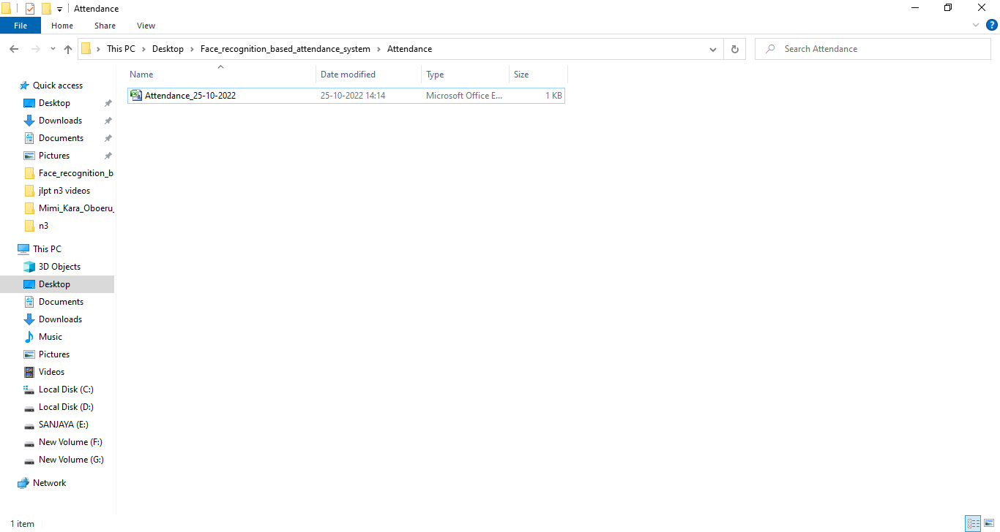 Attendance
File Home Share View
This PC Desktop Face_recognition_based_attendance_system Attendance
Search Attendance
Name Date modified Type Size
Attendance_25-10-2022 25-10-2022 14:14 Microsoft Office E... 1 KB
Quick access
Desktop
Downloads
Documents
Pictures
Face_recognition_ba
jlpt n3 videos
Mimi_Kara_Oboeru_
n3
This PC
3D Objects
Desktop
Documents
Downloads
Music
Pictures
Videos
Local Disk (C:)
Local Disk (D:)
SANJAYA (E:)
New Volume (F:)
New Volume (G:)
Network
1 item